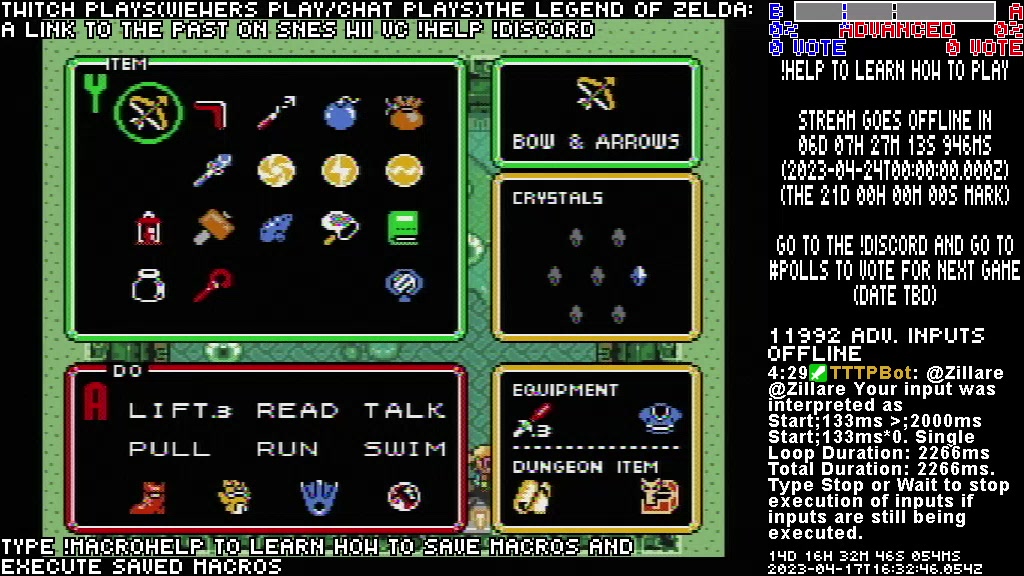 TWITCH PLAYS(VIEWERS PLAY/CHAT PLAYS)THE LEGEND OF ZELDA:
A LINK TO THE PAST ON SNES WII VC !HELP !DISCORD
B
A
0%
ADVANCED
0%
0 VOTE
0 VOTE
!HELP TO LEARN HOW TO PLAY
STREAM GOES OFFLINE IN
06D 07H 27M 13S 946MS
(2023-04-24T00:00:00.000Z)
(THE 21D 00H 00M 00S MARK)
GO TO THE !DISCORD AND GO TO
#POLLS TO VOTE FOR NEXT GAME
(DATE TBD)
11992 ADV. INPUTS
OFFLINE
4:29 TTTPBot: @Zillare
@Zillare Your input was
interpreted as
Start;133ms >;2000ms
Start;133ms*0. Single
Loop Duration: 2266ms
Total Duration: 2266ms.
Type Stop or Wait to stop
execution of inputs if
inputs are still being
executed.
14D 16H 32M 46S 054MS
2023-04-17T16:32:46.054Z
ITEM
Y
BOW & ARROWS
CRYSTALS
DO
A
LIFT.3 READ TALK
PULL RUN SWIM
EQUIPMENT
.3
DUNGEON ITEM
TYPE !MACROHELP TO LEARN HOW TO SAVE MACROS AND
EXECUTE SAVED MACROS